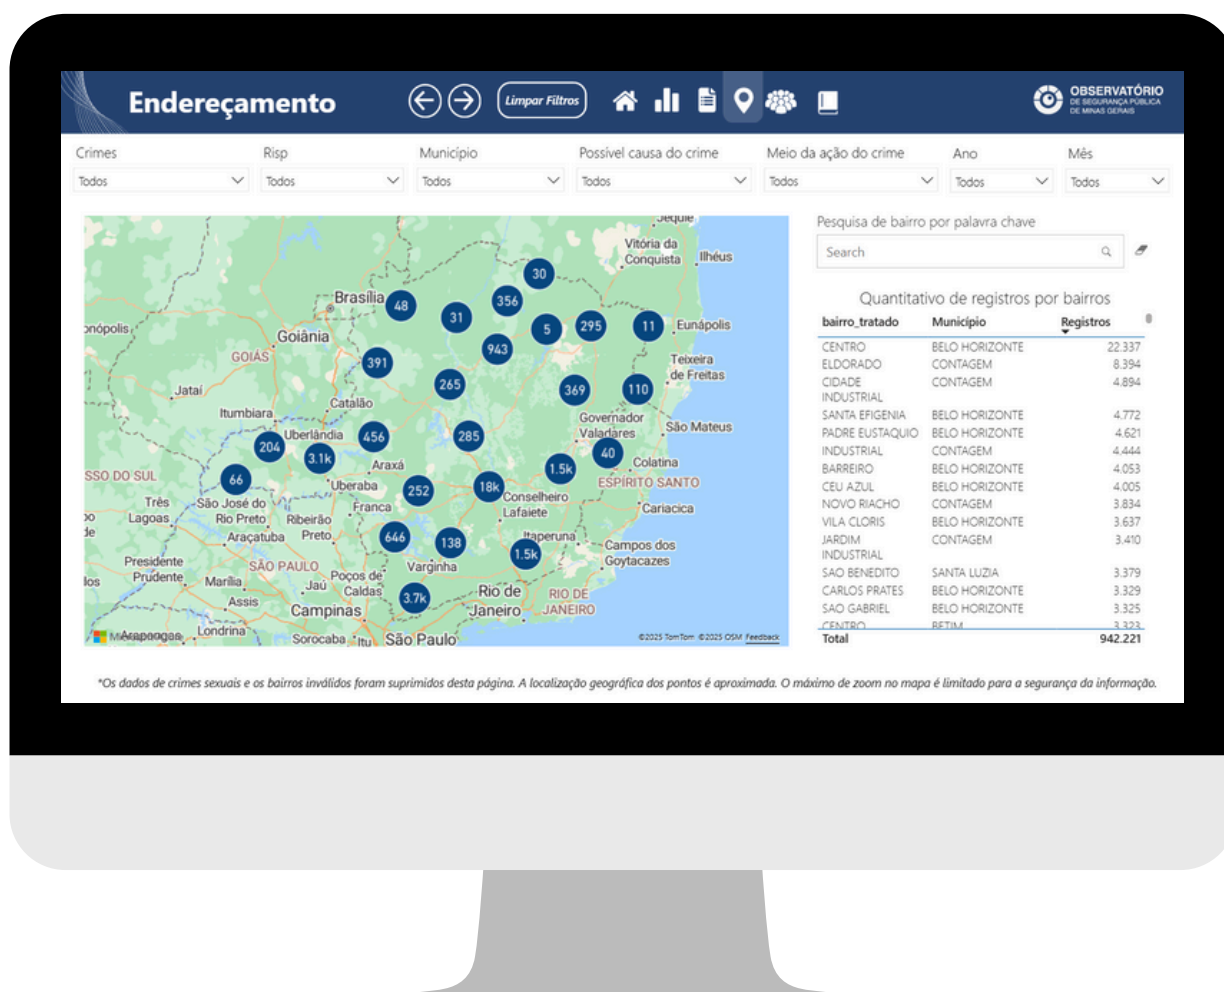 Endereçamento
Limpar Filtros
OBSERVATÓRIO
DE SEGURANÇA PÚBLICA
DE MINAS GERAIS
Crimes
Risp
Município
Possível causa do crime
Meio da ação do crime
Ano
Mês
Todos
Todos
Todos
Todos
Todos
Todos
Todos
Jequié
Vitória da
Conquista
Ilhéus
30
Brasília
48
356
31
5
295
11
Eunápolis
onópolis
Goiânia
943
GOIÁS
391
Teixeira
de Freitas
265
369
110
Jataí
Catalão
Itumbiara
Governador
Valadares
São Mateus
Uberlândia
456
285
204
3.1k
40
Araxá
1.5k
Colatina
SSO DO SUL
66
Uberaba
252
18k
ESPÍRITO SANTO
Três
Lagoas
São José do
Rio Preto
Franca
Conselheiro
Lafaiete
Cariacica
Ribeirão
Preto
Araçatuba
646
138
Itaperuna
1.5k
Campos dos
Goytacazes
Presidente
Prudente
SÃO PAULO
Varginha
Marília
Jaú
Poços de
Caldas
3.7k
Rio de
Janeiro
RIO DE
JANEIRO
Assis
Campinas
Arapongas
Londrina
Sorocaba
Itu
São Paulo
©2025 TomTom ©2025 OSM Feedback
Pesquisa de bairro por palavra chave
Search
Quantitativo de registros por bairros
bairro_tratado Município Registros
CENTRO BELO HORIZONTE 22.337
ELDORADO CONTAGEM 8.394
CIDADE CONTAGEM 4.894
INDUSTRIAL
SANTA EFIGENIA BELO HORIZONTE 4.772
PADRE EUSTAQUIO BELO HORIZONTE 4.621
INDUSTRIAL CONTAGEM 4.444
BARREIRO BELO HORIZONTE 4.053
CEU AZUL BELO HORIZONTE 4.005
NOVO RIACHO CONTAGEM 3.834
VILA CLORIS BELO HORIZONTE 3.637
JARDIM CONTAGEM 3.410
INDUSTRIAL
SAO BENEDITO SANTA LUZIA 3.379
CARLOS PRATES BELO HORIZONTE 3.329
SAO GABRIEL BELO HORIZONTE 3.325
CENTRO BETIM 3.323
Total 942.221
*Os dados de crimes sexuais e os bairros inválidos foram suprimidos desta página. A localização geográfica dos pontos é aproximada. O máximo de zoom no mapa é limitado para a segurança da informação.